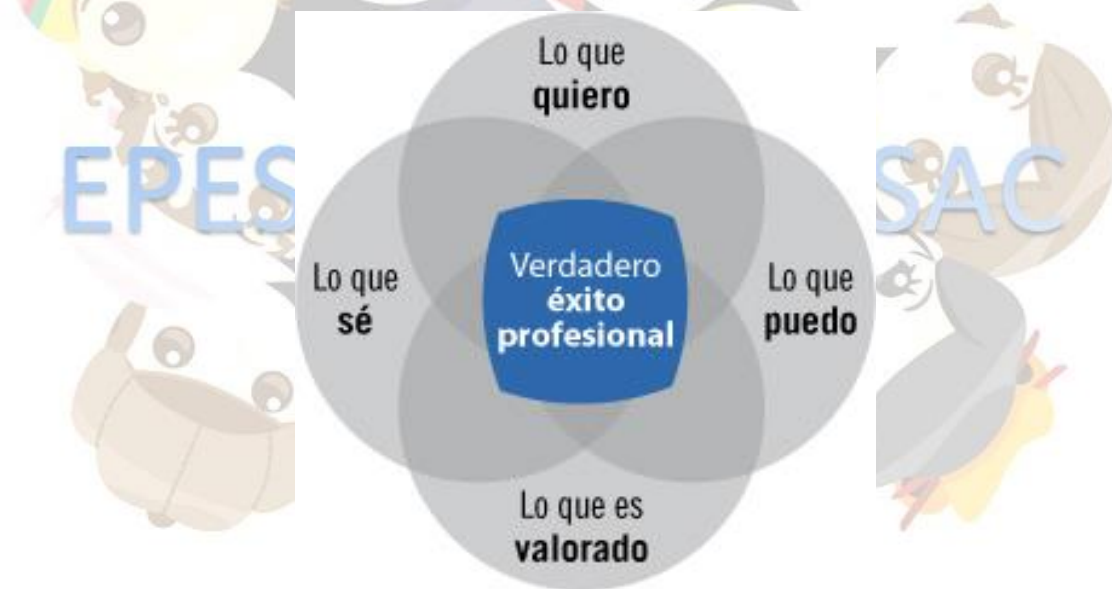 Lo que
quiero
EPES
SAC
Lo que
sé
Verdadero
éxito
profesional
Lo que
puedo
Lo que es
valorado